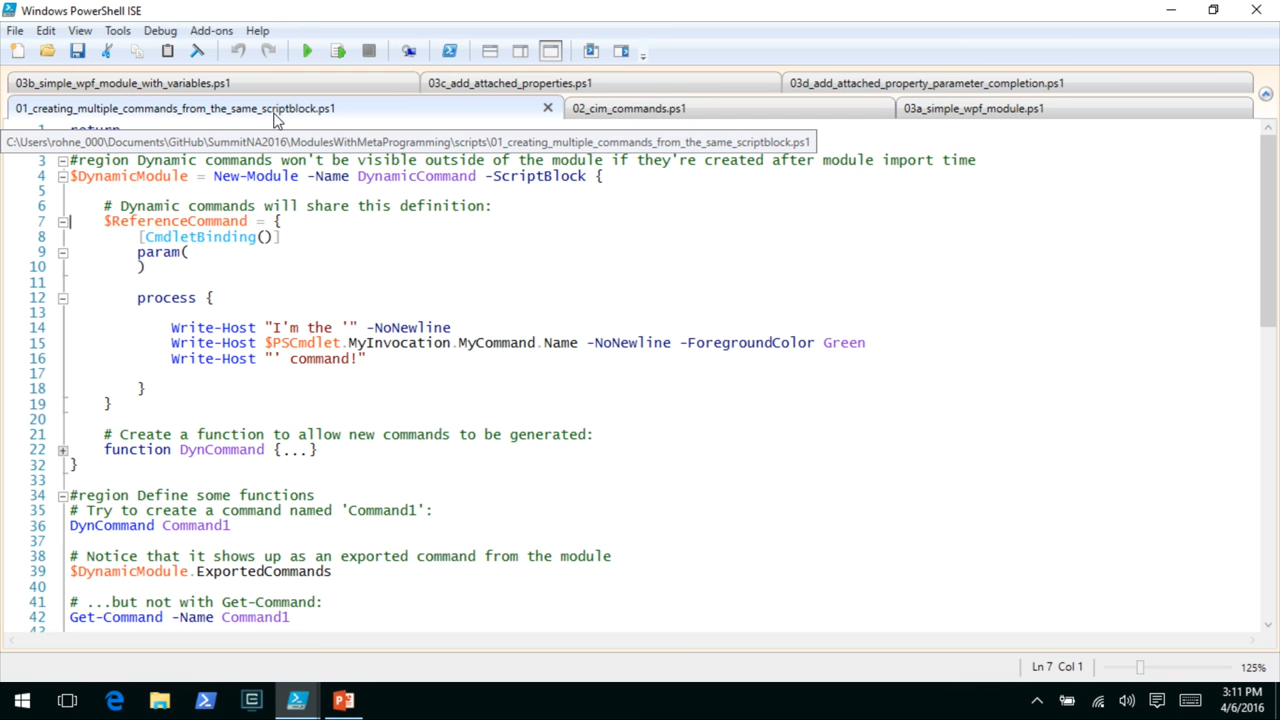 Windows PowerShell ISE
File Edit View Tools Debug Add-ons Help
03b_simple_wpf_module_with_variables.ps1 03c_add_attached_properties.ps1 03d_add_attached_property_parameter_completion.ps1
01_creating_multiple_commands_from_the_same_scriptblock.ps1 02_cim_commands.ps1 03a_simple_wpf_module.ps1
1 return
C:\Users\rohne_000\Documents\GitHub\SummitNA2016\ModulesWithMetaProgramming\scripts\01_creating_multiple_commands_from_the_same_scriptblock.ps1
3 #region Dynamic commands won't be visible outside of the module if they're created after module import time
4 $DynamicModule = New-Module -Name DynamicCommand -ScriptBlock {
5
6 # Dynamic commands will share this definition:
7 $ReferenceCommand = {
8 [CmdletBinding()]
9 param(
10 )
11
12 process {
13
14 Write-Host "I'm the '" -NoNewline
15 Write-Host $PSCmdlet.MyInvocation.MyCommand.Name -NoNewline -ForegroundColor Green
16 Write-Host "' command!"
17
18 }
19 }
20
21 # Create a function to allow new commands to be generated:
22 function DynCommand {...}
32 }
33
34 #region Define some functions
35 # Try to create a command named 'Command1':
36 DynCommand Command1
37
38 # Notice that it shows up as an exported command from the module
39 $DynamicModule.ExportedCommands
40
41 # ...but not with Get-Command:
42 Get-Command -Name Command1
Ln 7 Col 1 125%
3:11 PM
4/6/2016